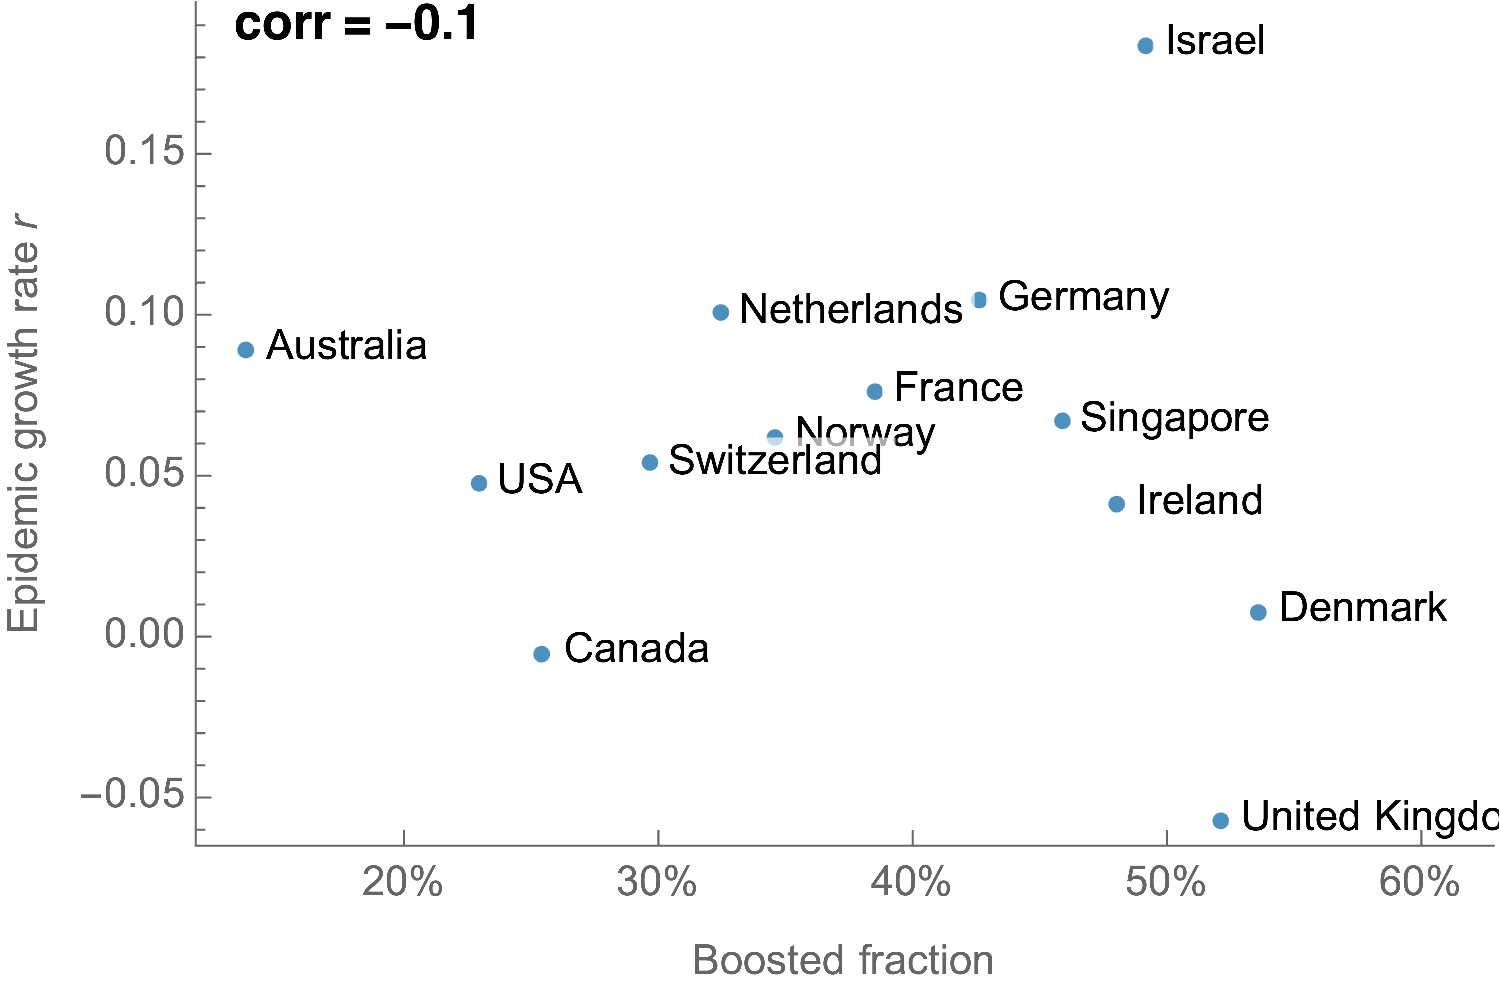 corr = −0.1
Israel
0.15
Netherlands
Germany
0.10
Australia
France
Singapore
Norway
Switzerland
0.05
USA
Ireland
Denmark
0.00
Canada
−0.05
United Kingdo
20%
30%
40%
50%
60%
Boosted fraction
Epidemic growth rate r